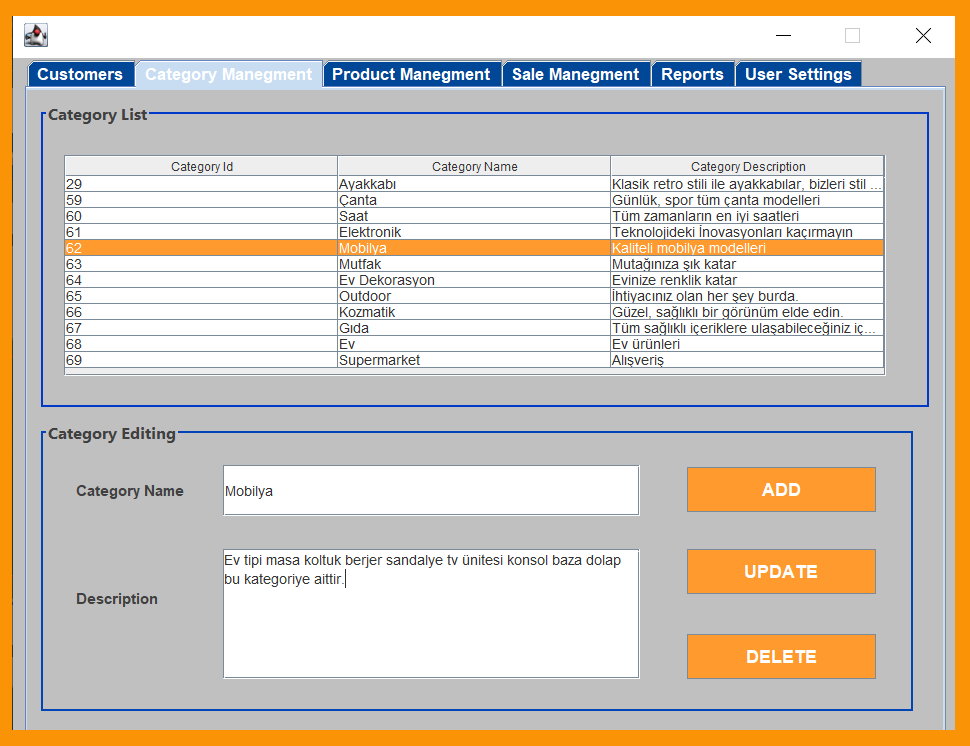 Customers Category Manegment Product Manegment Sale Manegment Reports User Settings
Category List
Category Id Category Name Category Description
29 Ayakkabı Klasik retro stili ile ayakkabılar, bizleri stil ...
59 Çanta Günlük, spor tüm çanta modelleri
60 Saat Tüm zamanların en iyi saatleri
61 Elektronik Teknolojideki İnovasyonları kaçırmayın
62 Mobilya Kaliteli mobilya modelleri
63 Mutfak Mutağınıza şık katar
64 Ev Dekorasyon Evinize renklik katar
65 Outdoor İhtiyacınız olan her şey burda.
66 Kozmatik Güzel, sağlıklı bir görünüm elde edin.
67 Gıda Tüm sağlıklı içeriklere ulaşabileceğiniz iç...
68 Ev Ev ürünleri
69 Supermarket Alışveriş
Category Editing
Category Name Mobilya ADD
Ev tipi masa koltuk berjer sandalye tv ünitesi konsol baza dolap
bu kategoriye aittir.
UPDATE
Description
DELETE